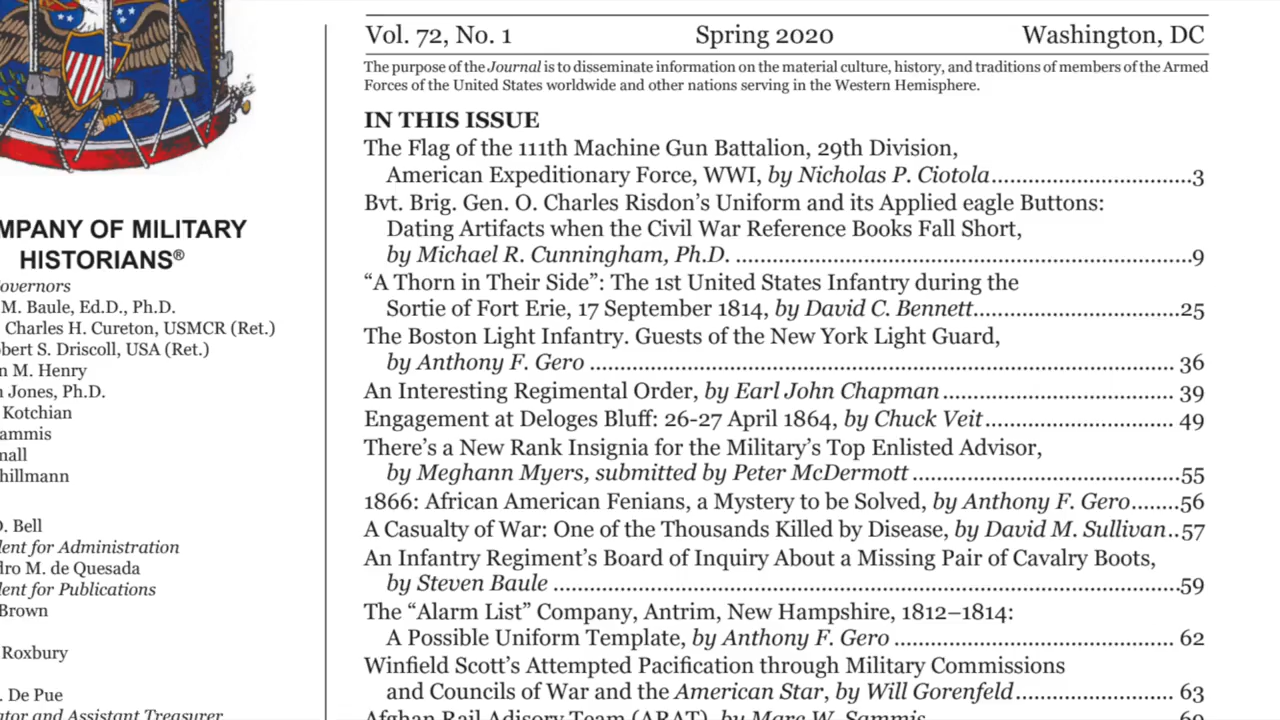 MPANY OF MILITARY
HISTORIANS®
overnors
M. Baule, Ed.D., Ph.D.
Charles H. Cureton, USMCR (Ret.)
bert S. Driscoll, USA (Ret.)
n M. Henry
Jones, Ph.D.
Kotchian
ammis
mall
hillmann
D. Bell
dent for Administration
dro M. de Quesada
dent for Publications
Brown
Roxbury
. De Pue
ator and Assistant Treasurer
Vol. 72, No. 1 Spring 2020 Washington, DC
The purpose of the Journal is to disseminate information on the material culture, history, and traditions of members of the Armed
Forces of the United States worldwide and other nations serving in the Western Hemisphere.
IN THIS ISSUE
The Flag of the 111th Machine Gun Battalion, 29th Division,
American Expeditionary Force, WWI, by Nicholas P. Ciotola...............................3
Bvt. Brig. Gen. O. Charles Risdon's Uniform and its Applied eagle Buttons:
Dating Artifacts when the Civil War Reference Books Fall Short,
by Michael R. Cunningham, Ph.D. .......................................................................9
“A Thorn in Their Side”: The 1st United States Infantry during the
Sortie of Fort Erie, 17 September 1814, by David C. Bennett................................25
The Boston Light Infantry. Guests of the New York Light Guard,
by Anthony F. Gero ............................................................................................ 36
An Interesting Regimental Order, by Earl John Chapman .................................... 39
Engagement at Deloges Bluff: 26-27 April 1864, by Chuck Veit............................. 49
There's a New Rank Insignia for the Military's Top Enlisted Advisor,
by Meghann Myers, submitted by Peter McDermott .........................................55
1866: African American Fenians, a Mystery to be Solved, by Anthony F. Gero........56
A Casualty of War: One of the Thousands Killed by Disease, by David M. Sullivan..57
An Infantry Regiment's Board of Inquiry About a Missing Pair of Cavalry Boots,
by Steven Baule ...................................................................................................59
The “Alarm List” Company, Antrim, New Hampshire, 1812–1814:
A Possible Uniform Template, by Anthony F. Gero ............................................ 62
Winfield Scott's Attempted Pacification through Military Commissions
and Councils of War and the American Star, by Will Gorenfeld......................... 63
Afghan Rail Adisory Team (ARAT), by Marc W. Sammis 69